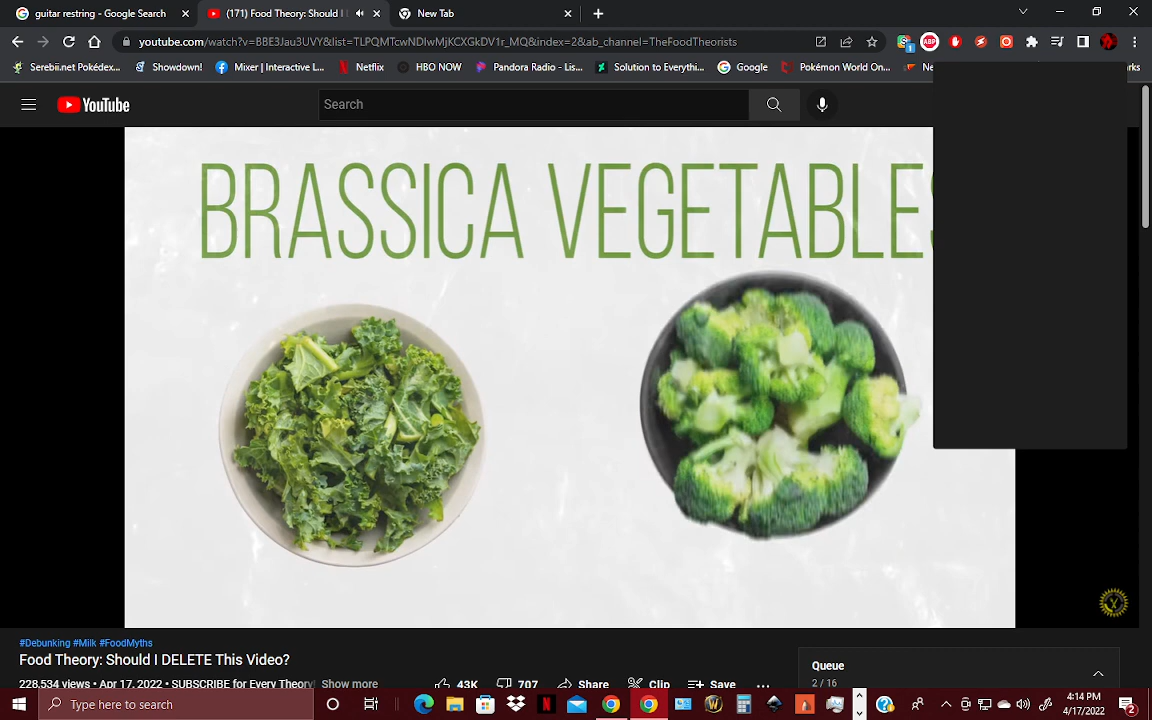 guitar restring - Google Search
(171) Food Theory: Should I D
New Tab
youtube.com/watch?v=BBE3Jau3UVY&list=TLPQMTcwNDIwMjKCXGkDV1r_MQ&index=2&ab_channel=TheFoodTheorists
Serebii.net Pokédex...
Showdown!
Mixer | Interactive L...
Netflix
HBO NOW
Pandora Radio - Lis...
Solution to Everythi...
Google
Pokémon World On...
Ne
rks
YouTube
Search
BRASSICA VEGETABLES
#Debunking #Milk #FoodMyths
Food Theory: Should I DELETE This Video?
228,534 views • Apr 17, 2022 • SUBSCRIBE for Every Theory
Show more
43K
707
Share
Clip
Save
Queue
2 / 16
Type here to search
4:14 PM
4/17/2022
2